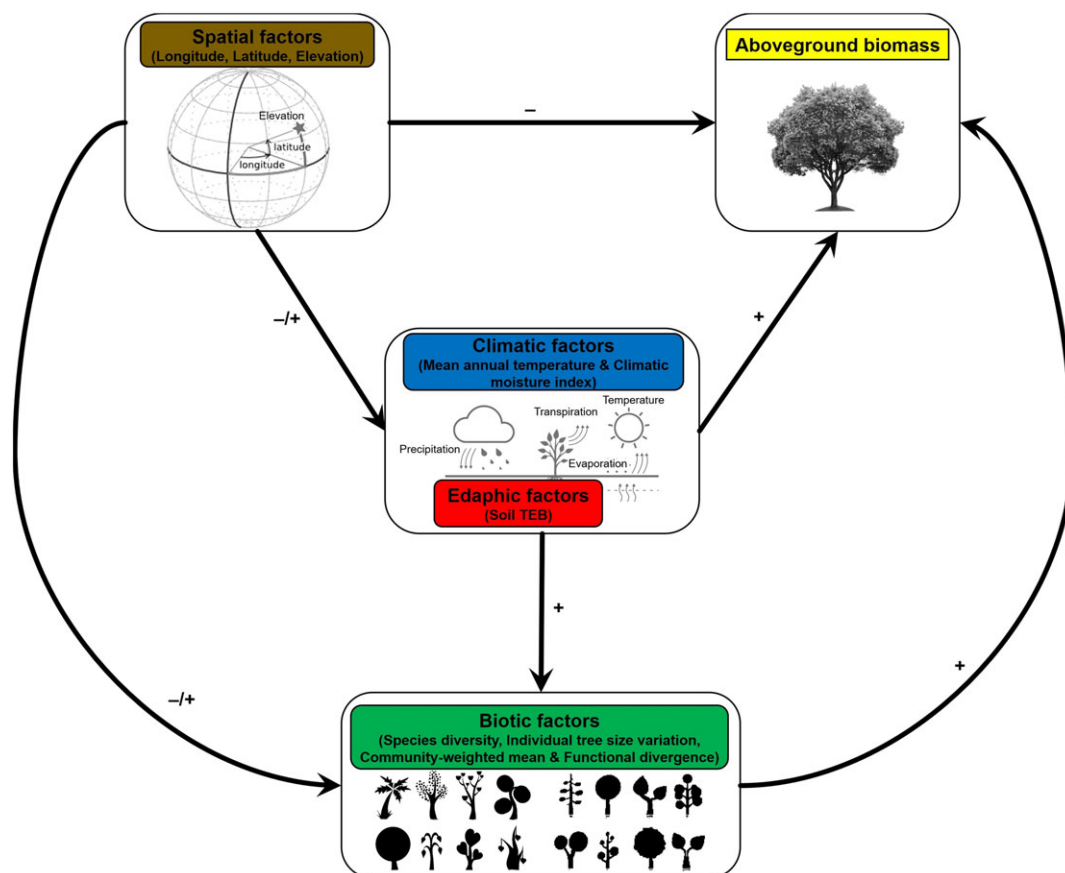 Spatial factors
(Longitude, Latitude, Elevation)
Elevation
latitude
longitude
–
Aboveground biomass
–/+
+
Climatic factors
(Mean annual temperature & Climatic
moisture index)
Temperature
Transpiration
Precipitation
Evaporation
Edaphic factors
(Soil TEB)
+
–/+
+
Biotic factors
(Species diversity, Individual tree size variation,
Community-weighted mean & Functional divergence)